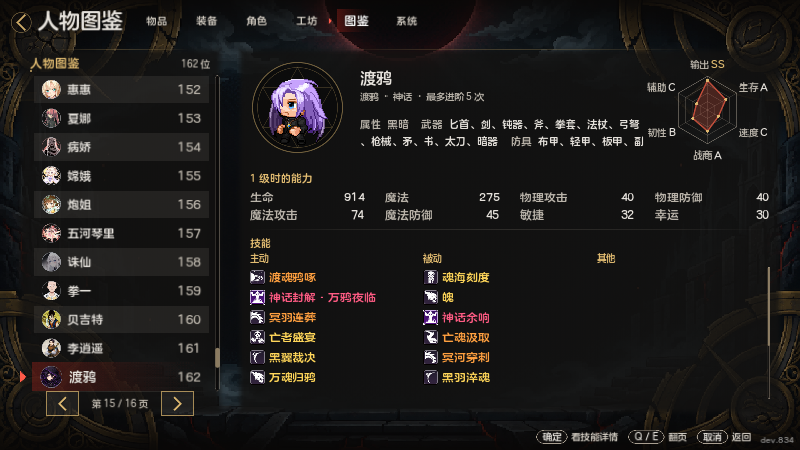 人物图鉴 物品 装备 角色 工坊 图鉴 系统
人物图鉴 162 位
惠惠 152
夏娜 153
病娇 154
嫦娥 155
炮姐 156
五河琴里 157
诛仙 158
拳一 159
贝吉特 160
李逍遥 161
渡鸦 162
第 15 / 16 页
渡鸦
渡鸦 · 神话 · 最多进阶 5 次
属性 黑暗 武器 匕首、剑、钝器、斧、拳套、法杖、弓弩
、枪械、矛、书、太刀、暗器 防具 布甲、轻甲、板甲、副
输出 SS
辅助 C 生存 A
韧性 B 速度 C
战商 A
1 级时的能力
生命 914 魔法 275 物理攻击 40 物理防御 40
魔法攻击 74 魔法防御 45 敏捷 32 幸运 30
技能
主动 被动 其他
渡魂鸦啄 魂海刻度
神话封解 · 万鸦夜临 魄
冥羽连葬 神话余响
亡者盛宴 亡魂汲取
黑翼裁决 冥河穿刺
万魂归鸦 黑羽淬魂
确定 看技能详情 Q / E 翻页 取消 返回 dev.834